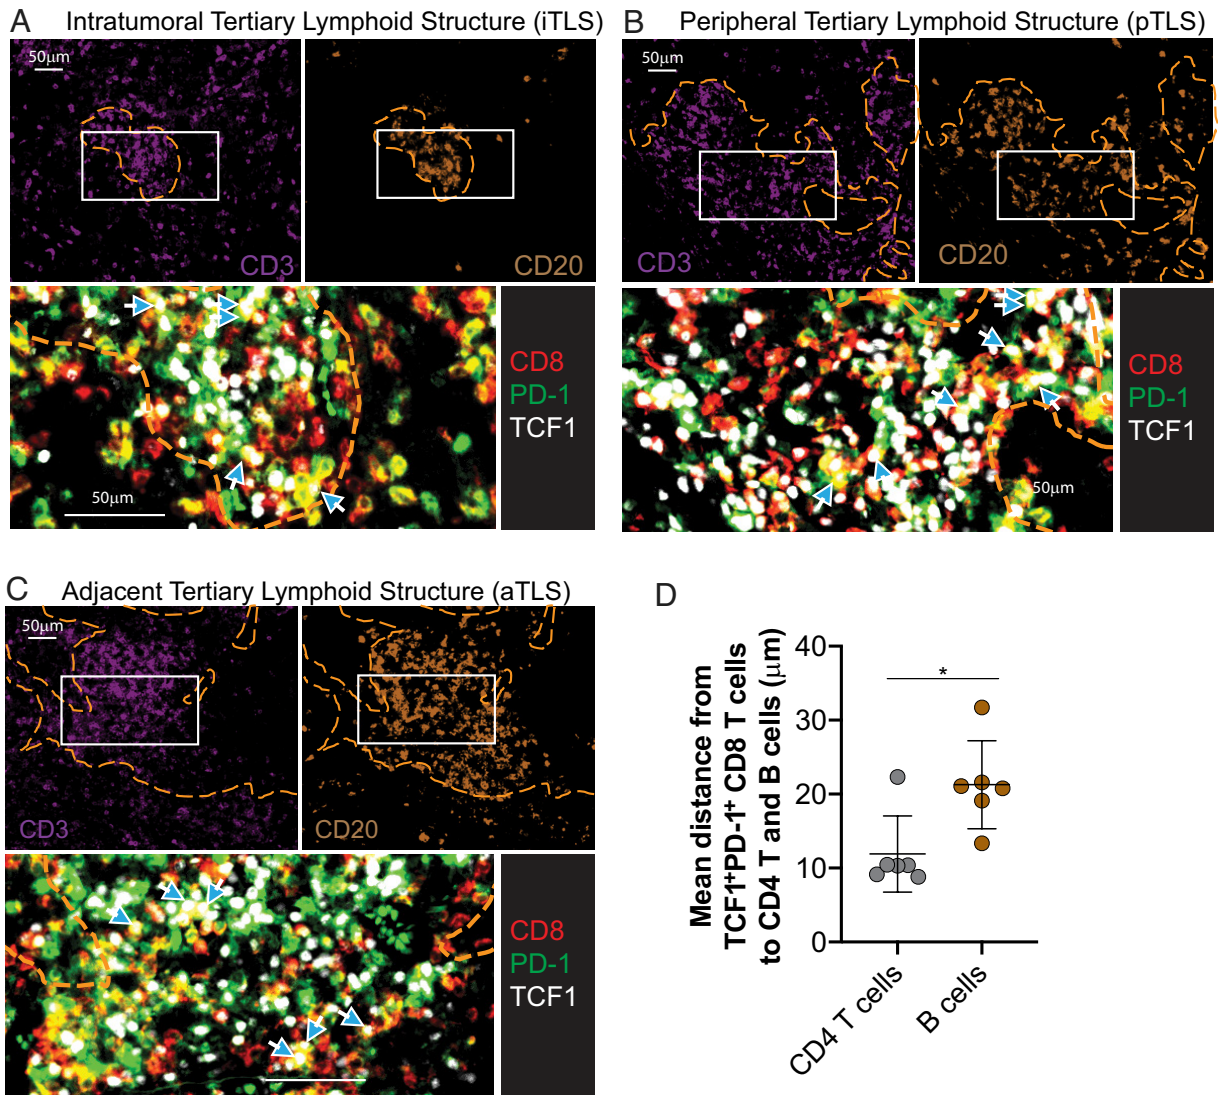 A
Intratumoral Tertiary Lymphoid Structure (iTLS)
50μm
CD3
CD20
CD8
PD-1
TCF1
50μm
B
Peripheral Tertiary Lymphoid Structure (pTLS)
50μm
CD3
CD20
CD8
PD-1
TCF1
50μm
C
Adjacent Tertiary Lymphoid Structure (aTLS)
50μm
CD3
CD20
CD8
PD-1
TCF1
D
Mean distance from
TCF1⁺PD-1⁺ CD8 T cells
to CD4 T and B cells (μm)
40
30
20
10
0
*
CD4 T cells
B cells